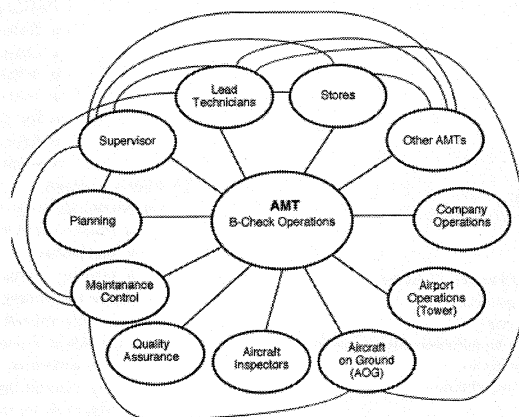 Lead
Technicians
Stores
Supervisor
Other AMTs
AMT
B-Check Operations
Planning
Company
Operations
Maintanance
Control
Airport
Operations
(Tower)
Quality
Assurance
Aircraft
Inspectors
Aircraft
on Ground
(AOG)